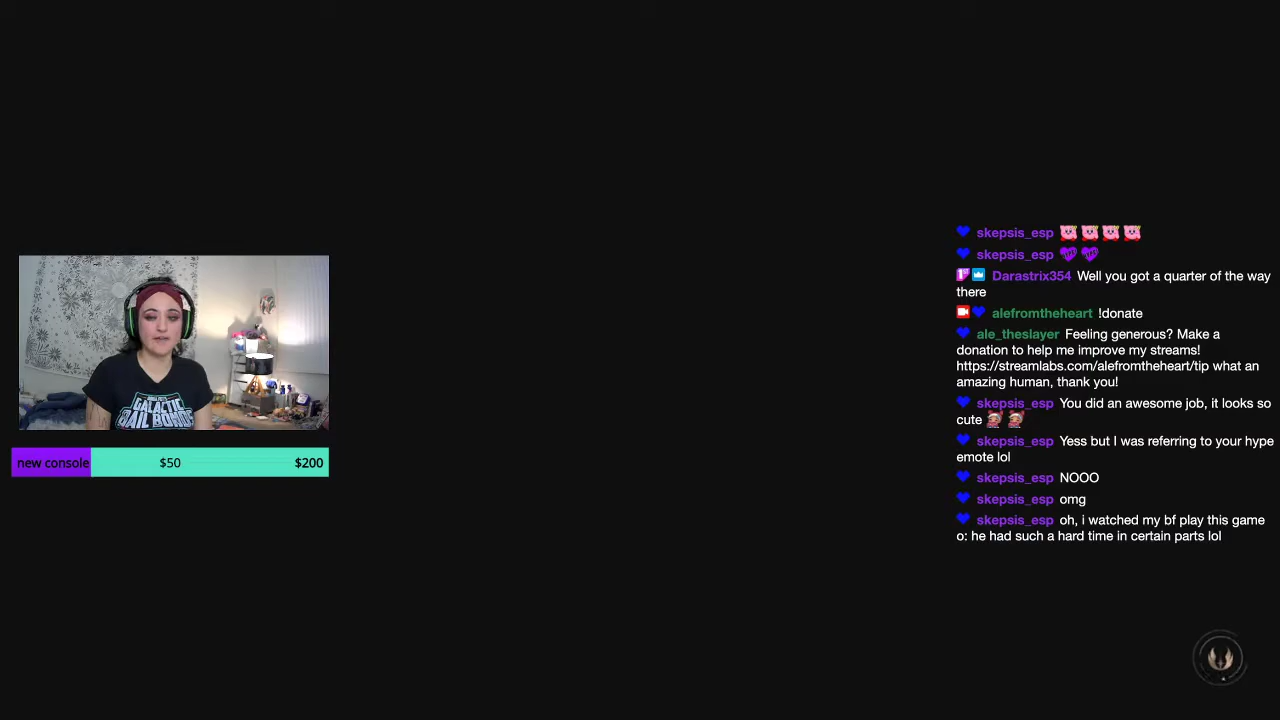 skepsis_esp
skepsis_esp
Darastrix354 Well you got a quarter of the way
there
alefromtheheart !donate
ale_theslayer Feeling generous? Make a
donation to help me improve my streams!
https://streamlabs.com/alefromtheheart/tip what an
amazing human, thank you!
skepsis_esp You did an awesome job, it looks so
cute
skepsis_esp Yess but I was referring to your hype
emote lol
skepsis_esp NOOO
skepsis_esp omg
skepsis_esp oh, i watched my bf play this game
o: he had such a hard time in certain parts lol
GALACTIC
BAIL BONDS
new console $50 $200